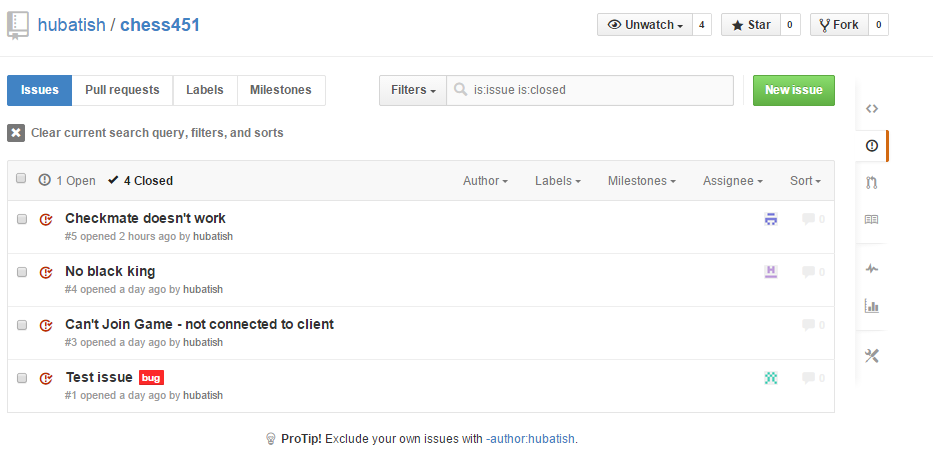 hubatish / chess451
Unwatch 4 Star 0 Fork 0
Issues Pull requests Labels Milestones Filters is:issue is:closed New issue
Clear current search query, filters, and sorts
1 Open 4 Closed Author Labels Milestones Assignee Sort
Checkmate doesn't work
0
#5 opened 2 hours ago by hubatish
No black king
0
#4 opened a day ago by hubatish
Can't Join Game - not connected to client
0
#3 opened a day ago by hubatish
Test issue bug
0
#1 opened a day ago by hubatish
ProTip! Exclude your own issues with -author:hubatish.